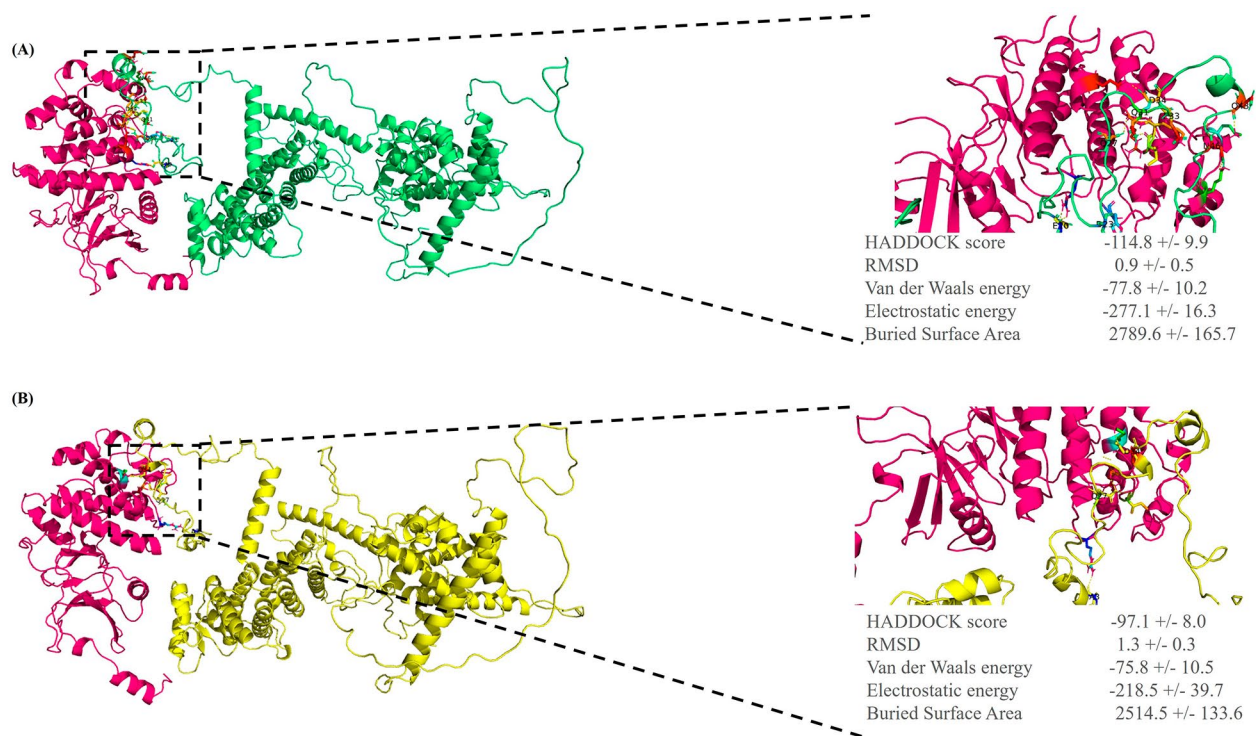 (A)
D34
HADDOCK score -114.8 +/- 9.9
RMSD 0.9 +/- 0.5
Van der Waals energy -77.8 +/- 10.2
Electrostatic energy -277.1 +/- 16.3
Buried Surface Area 2789.6 +/- 165.7
(B)
HADDOCK score -97.1 +/- 8.0
RMSD 1.3 +/- 0.3
Van der Waals energy -75.8 +/- 10.5
Electrostatic energy -218.5 +/- 39.7
Buried Surface Area 2514.5 +/- 133.6